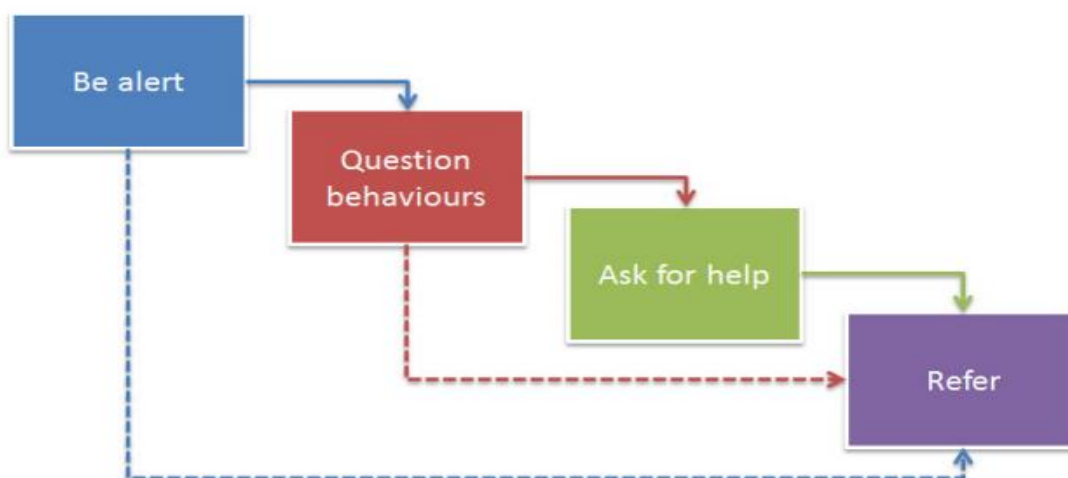 Be alert
Question
behaviours
Ask for help
Refer